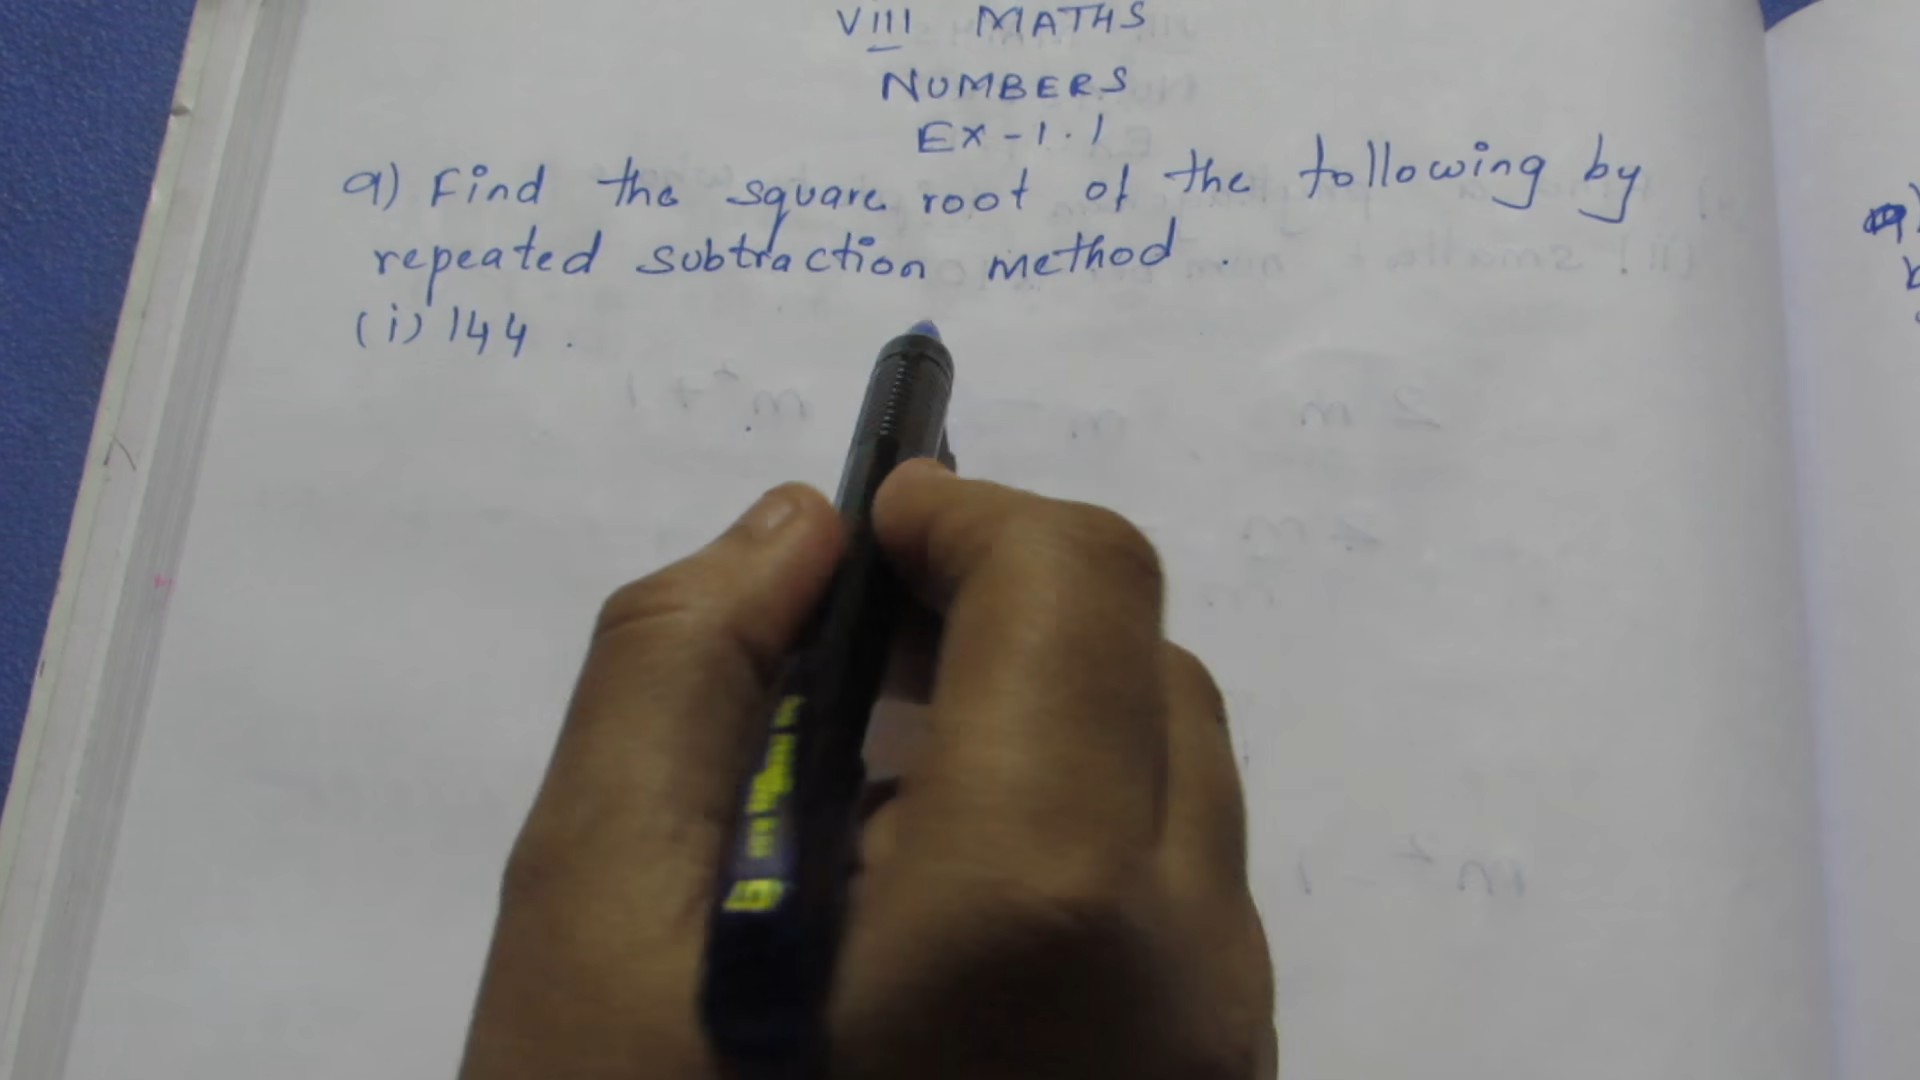 VIII MATHS
NUMBERS
EX-1.1
9) Find the square root of the following by
repeated subtraction method.
(i) 144.